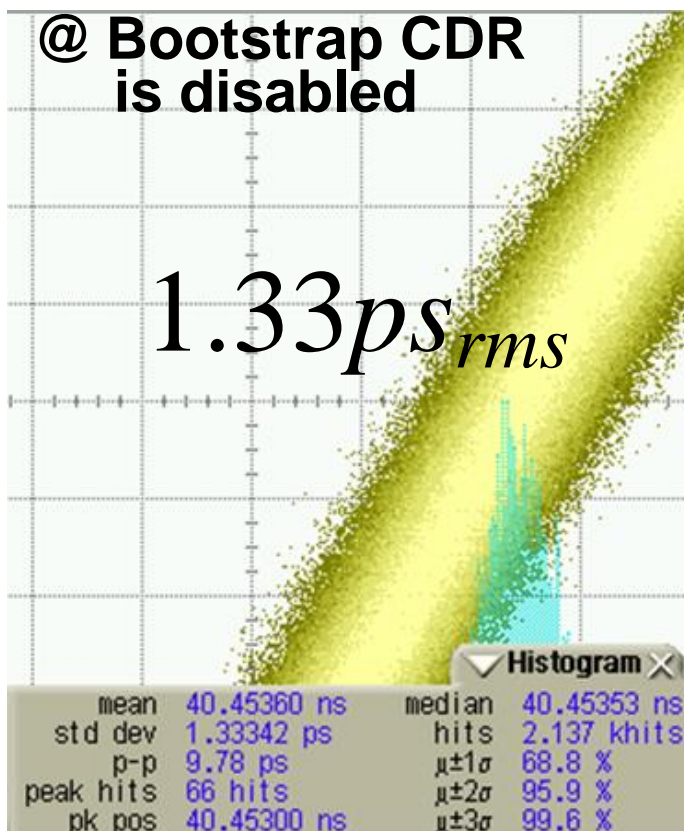 @ Bootstrap CDR
is disabled
1.33ps rms
Histogram
mean 40.45360 ns median 40.45353 ns
std dev 1.33342 ps hits 2.137 khits
p-p 9.78 ps μ±1σ 68.8 %
peak hits 66 hits μ±2σ 95.9 %
pk pos 40.45300 ns μ±3σ 99.6 %